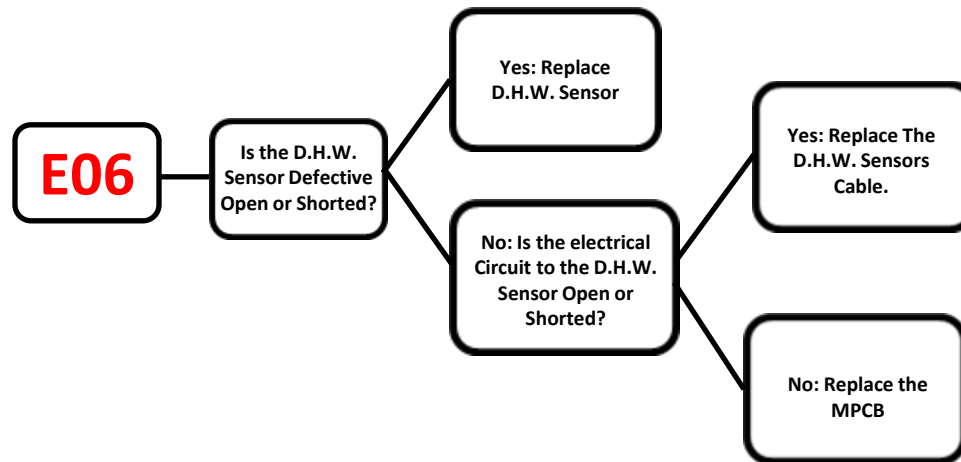 E06
Is the D.H.W.
Sensor Defective
Open or Shorted?
Yes: Replace
D.H.W. Sensor
No: Is the electrical
Circuit to the D.H.W.
Sensor Open or
Shorted?
Yes: Replace The
D.H.W. Sensors
Cable.
No: Replace the
MPCB